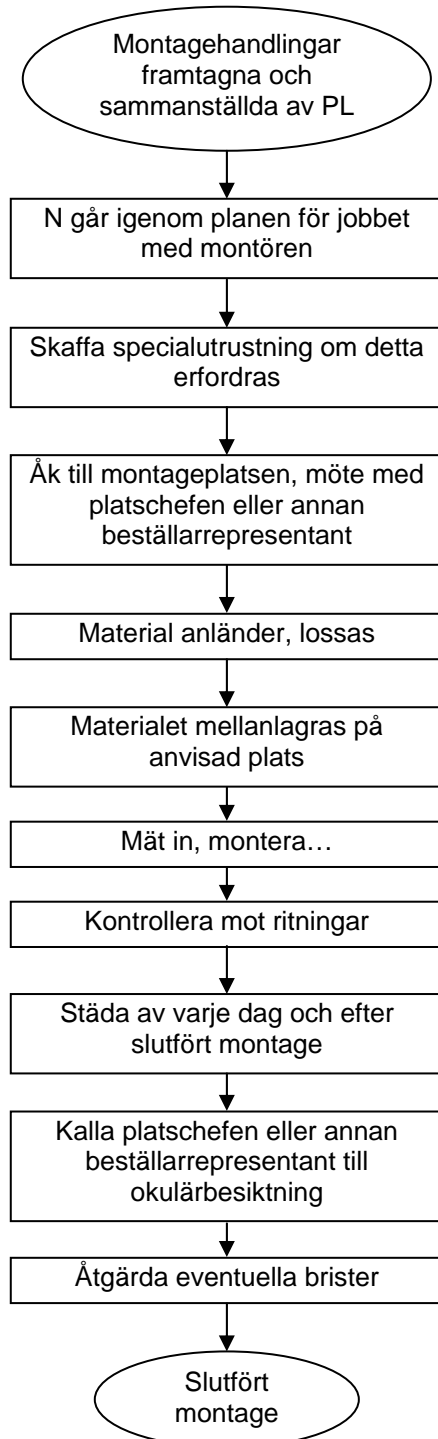 Montagehandlingar
framtagna och
sammanställda av PL
N går igenom planen för jobbet
med montören
Skaffa specialutrustning om detta
erfordras
Åk till montageplatsen, möte med
platschefen eller annan
beställarrepresentant
Material anländer, lossas
Materialet mellanlagras på
anvisad plats
Mät in, montera…
Kontrollera mot ritningar
Städa av varje dag och efter
slutfört montage
Kalla platschefen eller annan
beställarrepresentant till
okulärbesiktning
Åtgärda eventuella brister
Slutfört
montage